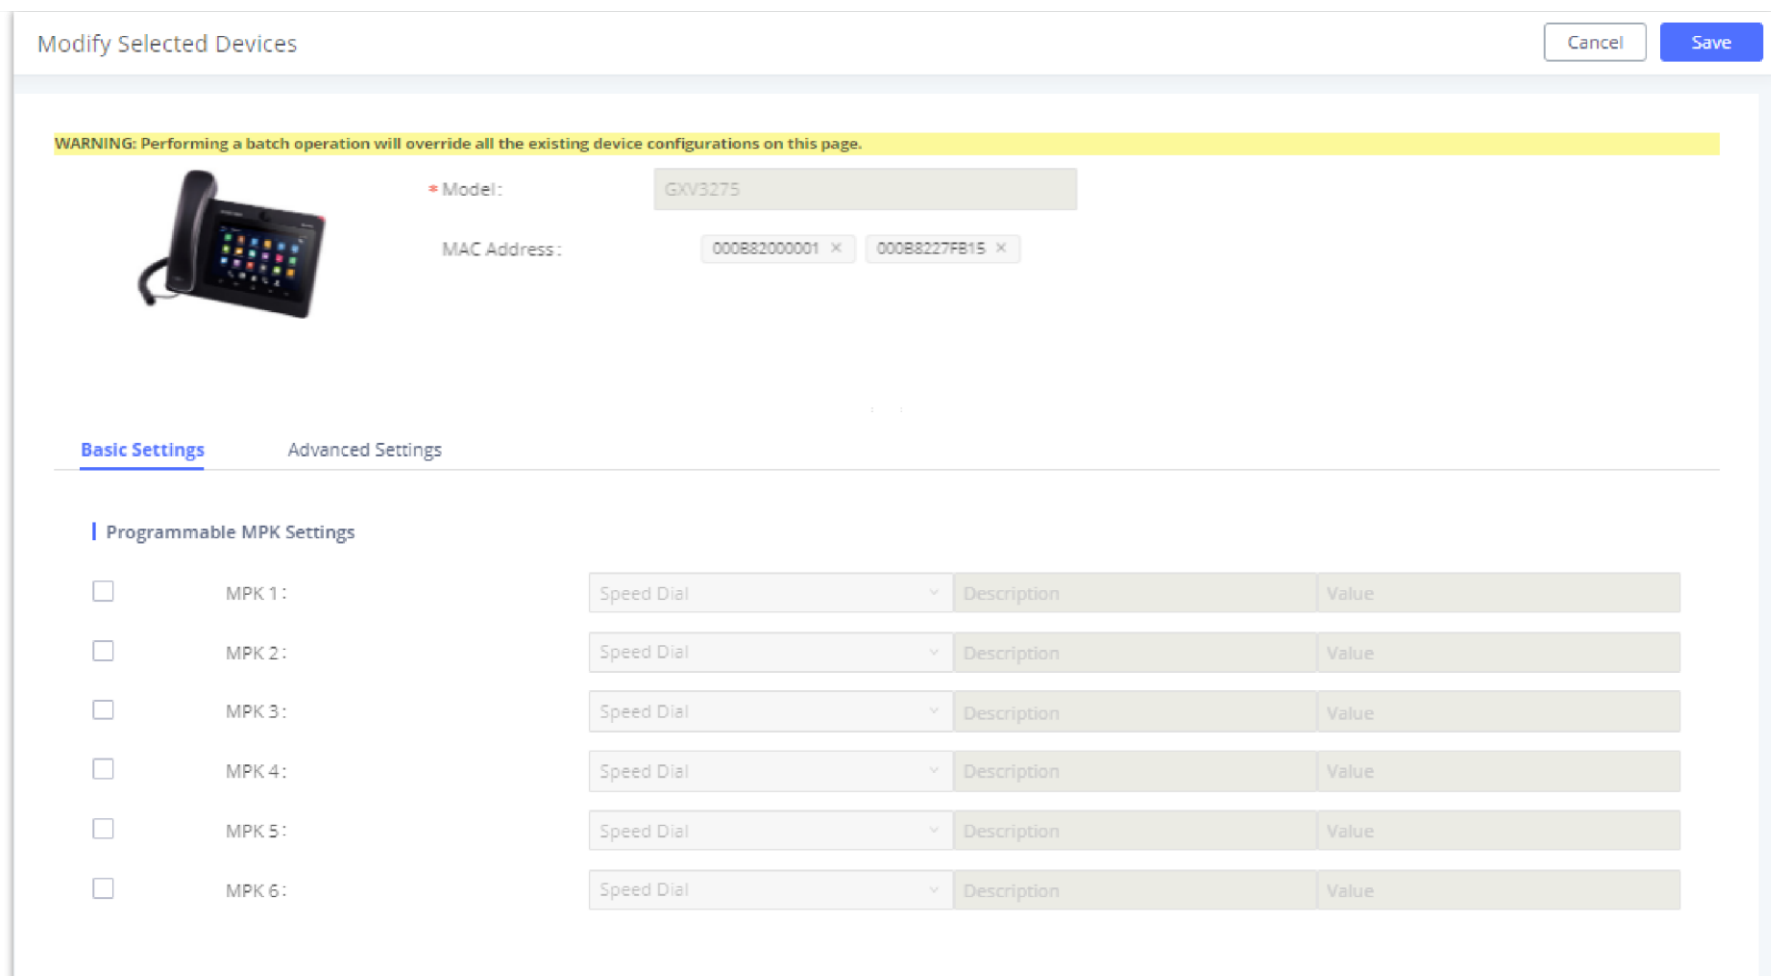 Modify Selected Devices Cancel Save
WARNING: Performing a batch operation will override all the existing device configurations on this page.
* Model: GXV3275
MAC Address: 000B82000001 × 000B8227FB15 ×
Basic Settings Advanced Settings
Programmable MPK Settings
MPK 1: Speed Dial Description Value
MPK 2: Speed Dial Description Value
MPK 3: Speed Dial Description Value
MPK 4: Speed Dial Description Value
MPK 5: Speed Dial Description Value
MPK 6: Speed Dial Description Value